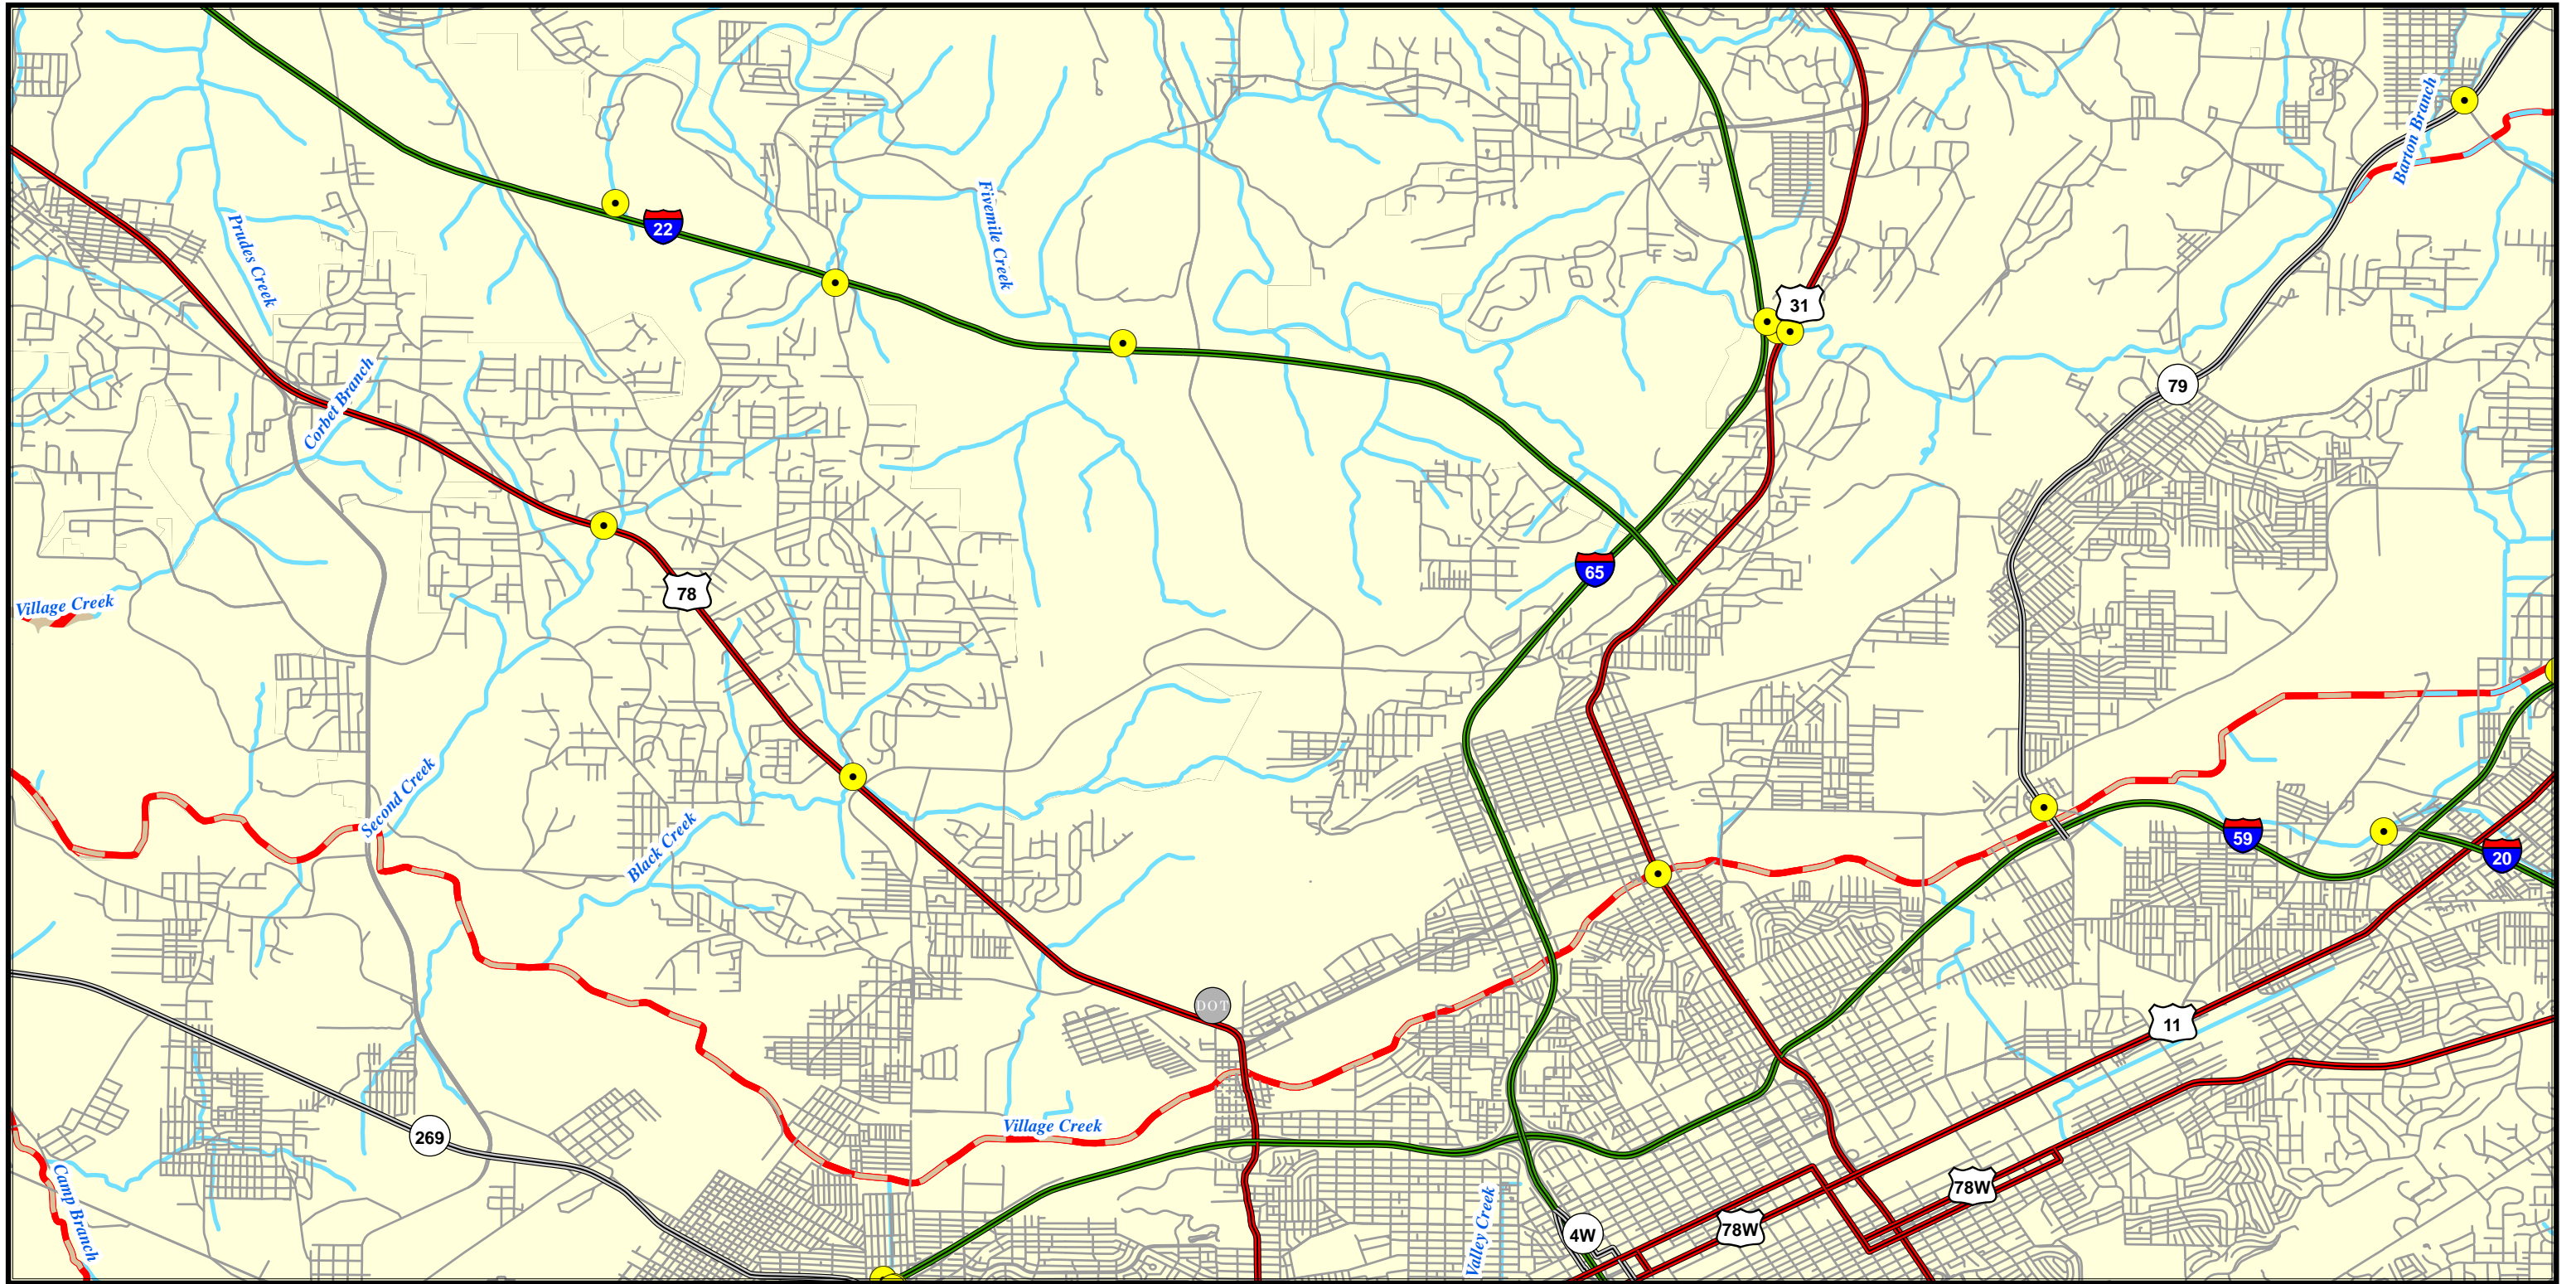 Barton Branch
Fivemile Creek
Prudes Creek
22
31
79
Corbet Branch
65
78
Village Creek
Second Creek
Black Creek
59
20
DOT
11
Village Creek
269
Camp Branch
Valley Creek
78W
78W
4W